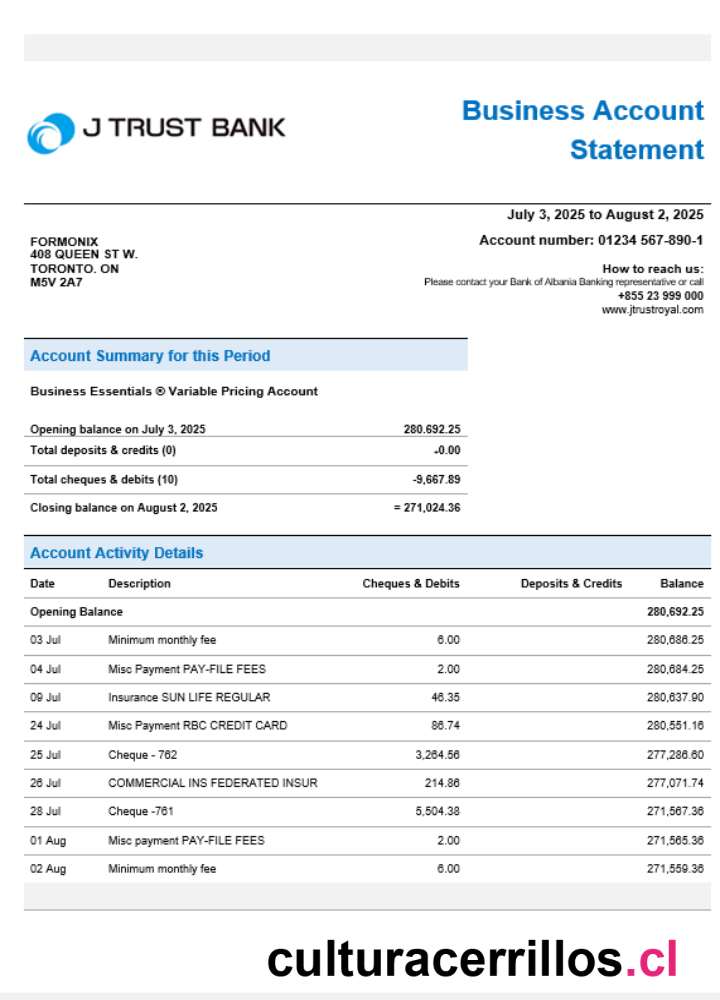 J TRUST BANK
Business Account
Statement
July 3, 2025 to August 2, 2025
Account number: 01234 567-890-1
FORMONIX
408 QUEEN ST W.
TORONTO. ON
M5V 2A7
How to reach us:
Please contact your Bank of Albania Banking representative or call
+855 23 999 000
www.jtrustroyal.com
Account Summary for this Period
Business Essentials ® Variable Pricing Account
Opening balance on July 3, 2025 280.692.25
Total deposits & credits (0) -0.00
Total cheques & debits (10) -9,667.89
Closing balance on August 2, 2025 = 271,024.36
Account Activity Details
Date Description Cheques & Debits Deposits & Credits Balance
Opening Balance 280,692.25
03 Jul Minimum monthly fee 6.00 280,686.25
04 Jul Misc Payment PAY-FILE FEES 2.00 280,684.25
09 Jul Insurance SUN LIFE REGULAR 46.35 280,637.90
24 Jul Misc Payment RBC CREDIT CARD 86.74 280,551.16
25 Jul Cheque - 762 3,264.56 277,286.60
26 Jul COMMERCIAL INS FEDERATED INSUR 214.86 277,071.74
28 Jul Cheque -761 5,504.38 271,567.36
01 Aug Misc payment PAY-FILE FEES 2.00 271,565.36
02 Aug Minimum monthly fee 6.00 271,559.36
culturacerrillos.cl